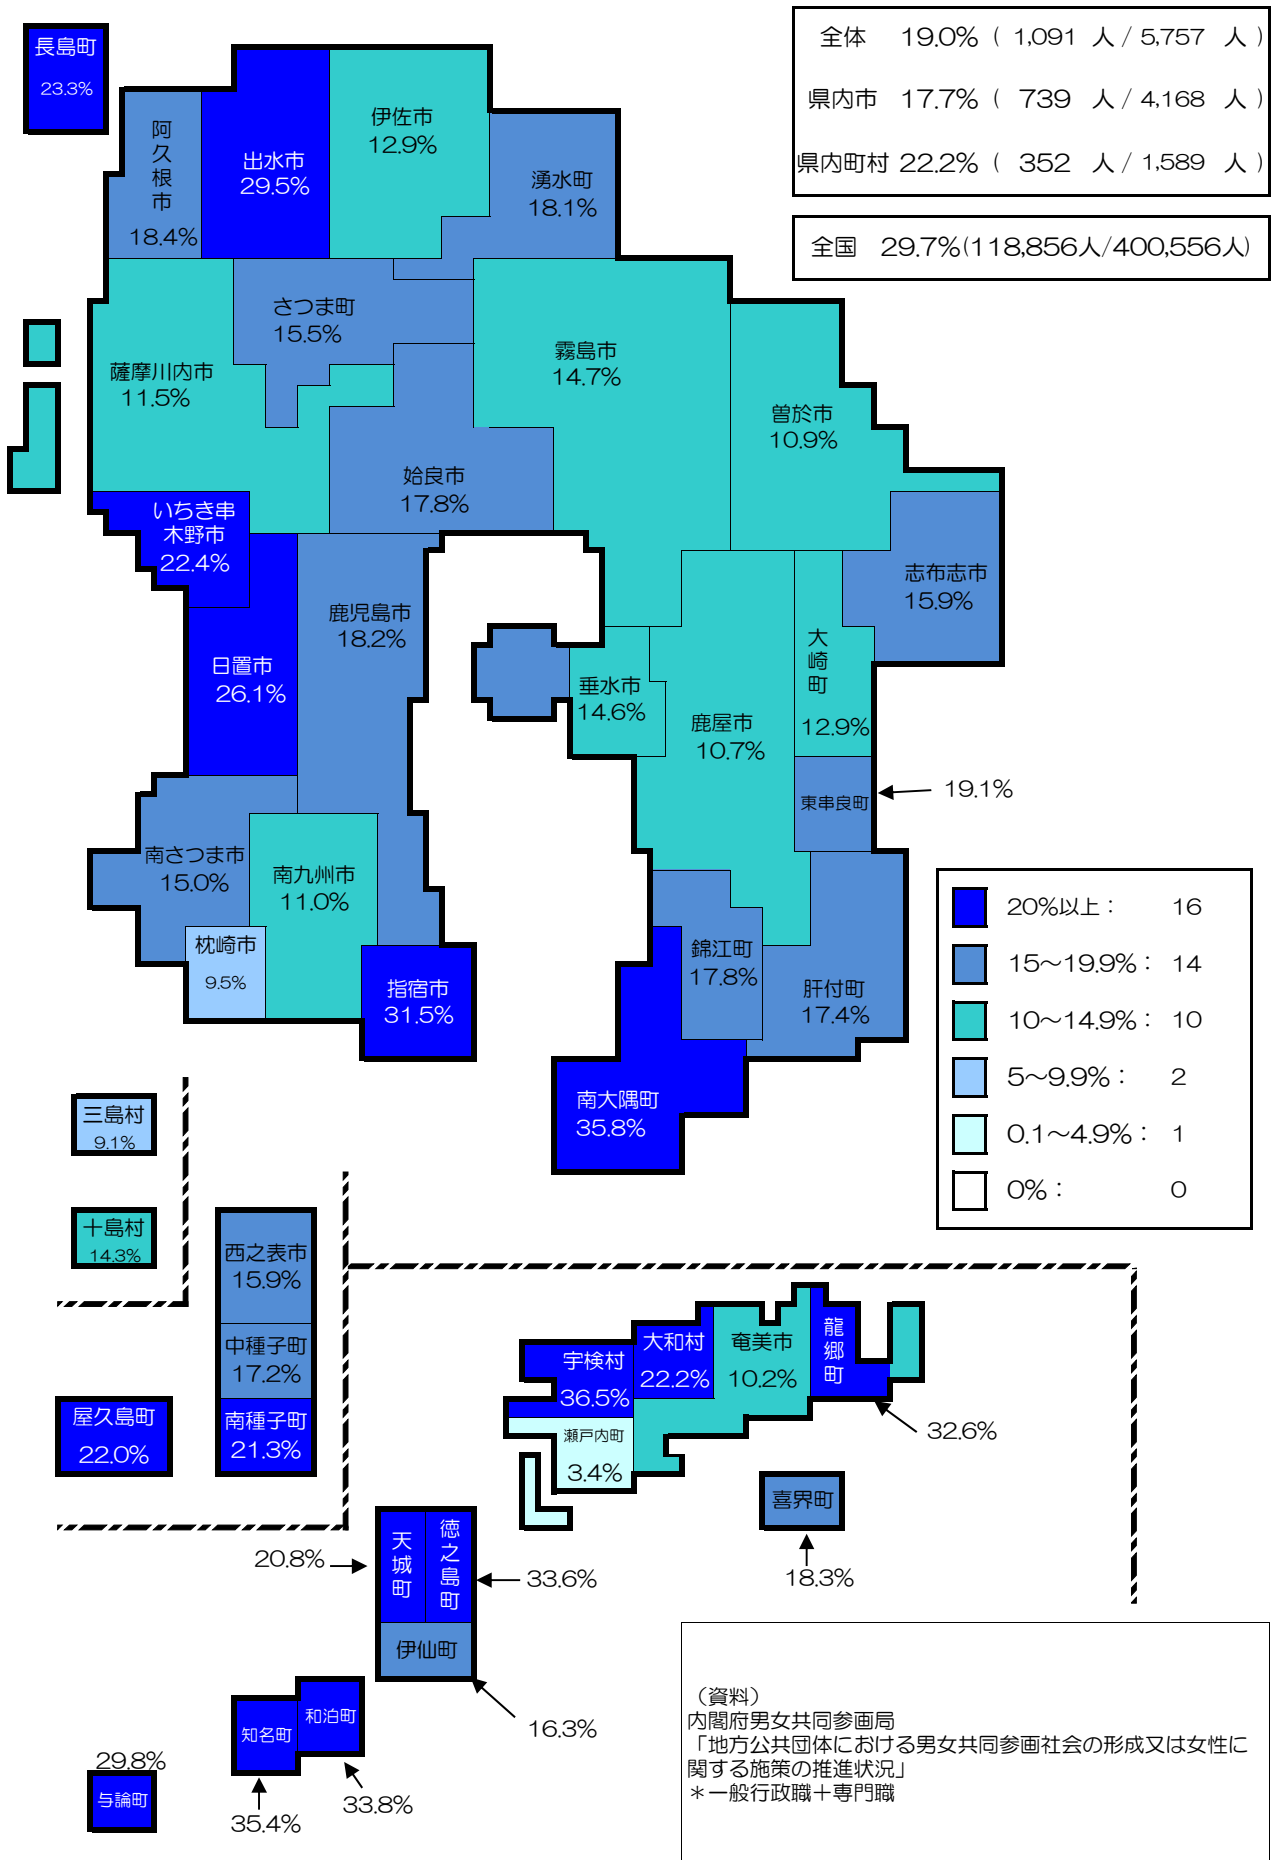 長島町
23.3%
全体 19.0% ( 1,091 人 / 5,757 人 )
県内市 17.7% ( 739 人 / 4,168 人 )
県内町村 22.2% ( 352 人 / 1,589 人 )
全国 29.7%(118,856人/400,556人)
阿久根市
18.4%
出水市
29.5%
伊佐市
12.9%
湧水町
18.1%
さつま町
15.5%
薩摩川内市
11.5%
霧島市
14.7%
曽於市
10.9%
姶良市
17.8%
いちき串
木野市
22.4%
鹿児島市
18.2%
志布志市
15.9%
日置市
26.1%
大崎町
12.9%
垂水市
14.6%
鹿屋市
10.7%
東串良町
19.1%
南さつま市
15.0%
南九州市
11.0%
枕崎市
9.5%
指宿市
31.5%
錦江町
17.8%
肝付町
17.4%
南大隅町
35.8%
20%以上: 16
15~19.9%: 14
10~14.9%: 10
5~9.9%: 2
0.1~4.9%: 1
0%: 0
三島村
9.1%
十島村
14.3%
西之表市
15.9%
中種子町
17.2%
南種子町
21.3%
屋久島町
22.0%
宇検村
36.5%
大和村
22.2%
奄美市
10.2%
龍郷町
32.6%
瀬戸内町
3.4%
喜界町
18.3%
天城町
20.8%
徳之島町
33.6%
伊仙町
16.3%
和泊町
33.8%
知名町
35.4%
29.8%
与論町
(資料)
内閣府男女共同参画局
「地方公共団体における男女共同参画社会の形成又は女性に
関する施策の推進状況」
*一般行政職+専門職